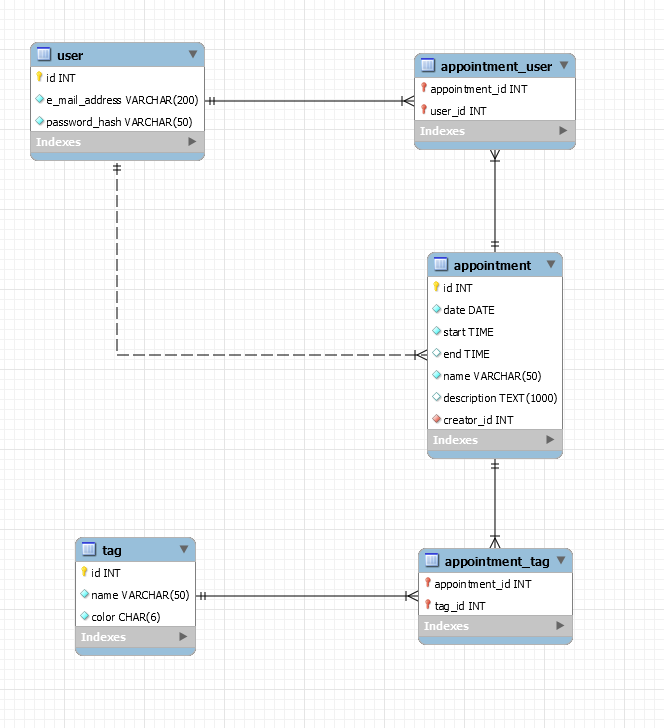 user
id INT
e_mail_address VARCHAR(200)
password_hash VARCHAR(50)
Indexes
appointment_user
appointment_id INT
user_id INT
Indexes
appointment
id INT
date DATE
start TIME
end TIME
name VARCHAR(50)
description TEXT(1000)
creator_id INT
Indexes
tag
id INT
name VARCHAR(50)
color CHAR(6)
Indexes
appointment_tag
appointment_id INT
tag_id INT
Indexes